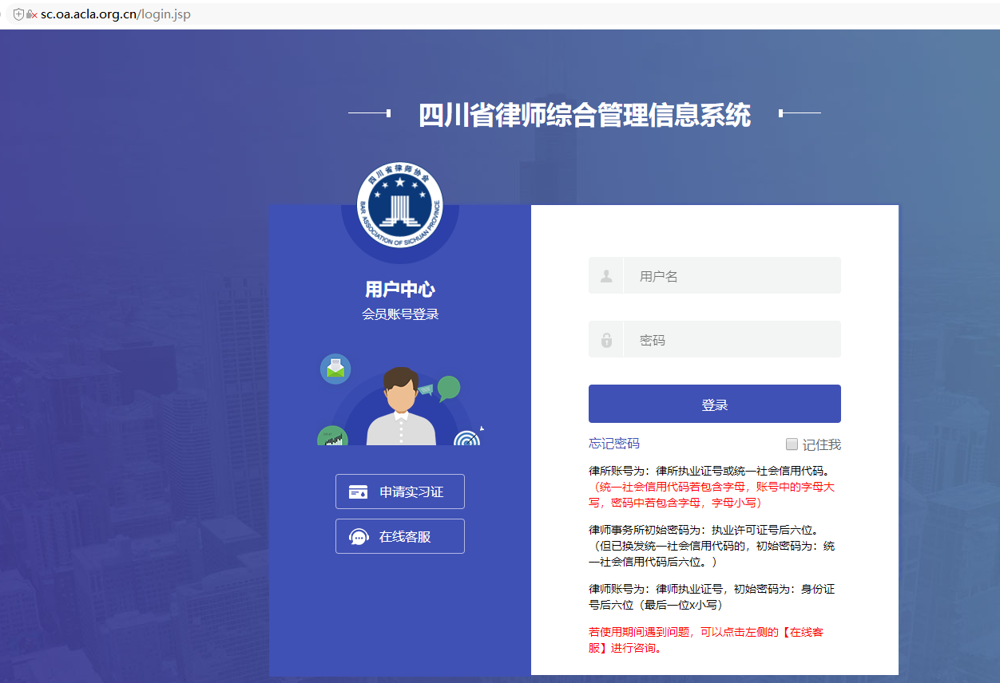 sc.oa.acla.org.cn/login.jsp
四川省律师综合管理信息系统
四川省律师协会
BAR ASSOCIATION OF SICHUAN PROVINCE
用户中心
会员账号登录
申请实习证
在线客服
用户名
密码
登录
忘记密码
记住我
律所账号为：律所执业证号或统一社会信用代码。
（统一社会信用代码若包含字母，账号中的字母大
写，密码中若包含字母，字母小写）
律师事务所初始密码为：执业许可证号后六位。
（但已换发统一社会信用代码的，初始密码为：统
一社会信用代码后六位。）
律师账号为：律师执业证号，初始密码为：身份证
号后六位（最后一位x小写）
若使用期间遇到问题，可以点击左侧的【在线客
服】进行咨询。